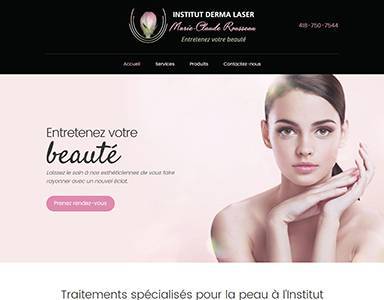 INSTITUT DERMA LASER
Marie-Claude Rousseau
Entretenez votre beauté
418-750-7544
Accueil
Services
Produits
Contactez-nous
Entretenez votre
beauté
Laissez le soin à nos esthéticiennes de vous faire
rayonner avec un nouvel éclat.
Prenez rendez-vous
Traitements spécialisés pour la peau à l'Institut